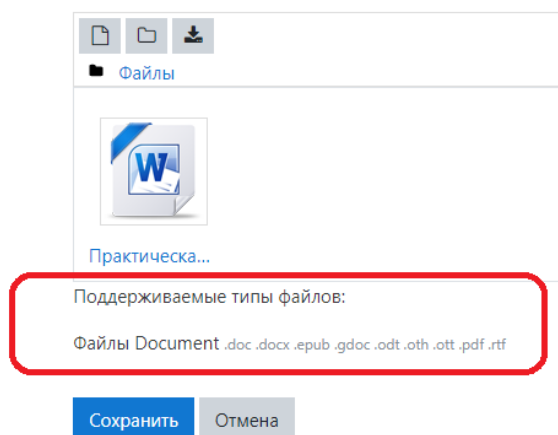 Файлы
W
Практическа...
Поддерживаемые типы файлов:
Файлы Document .doc .docx .epub .gdoc .odt .oth .ott .pdf .rtf
Сохранить Отмена